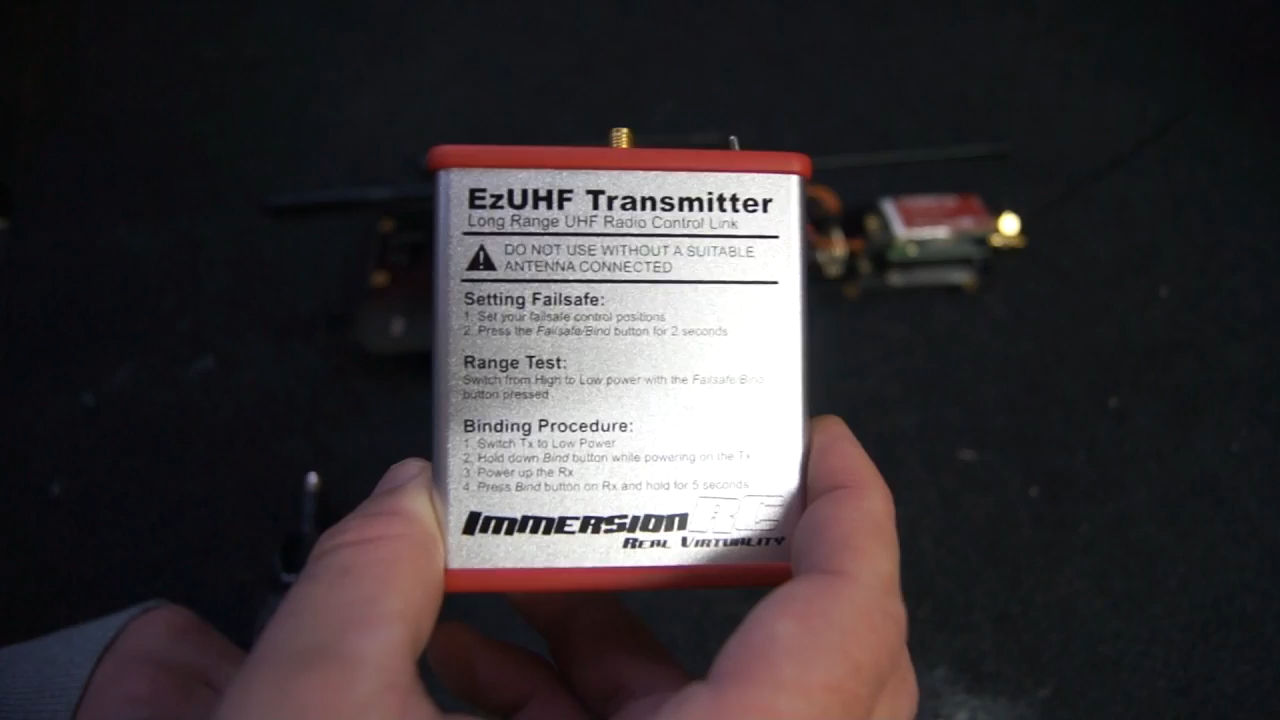 EzUHF Transmitter
Long Range UHF Radio Control Link
DO NOT USE WITHOUT A SUITABLE
ANTENNA CONNECTED
Setting Failsafe:
1. Set your failsafe control positions
2. Press the Failsafe/Bind button for 2 seconds
Range Test:
Switch from High to Low power with the Failsafe/Bind
button pressed
Binding Procedure:
1. Switch Tx to Low Power
2. Hold down Bind button while powering on the Tx
3. Power up the Rx
4. Press Bind button on Rx and hold for 5 seconds
IMMERSION RC
REAL VIRTUALITY